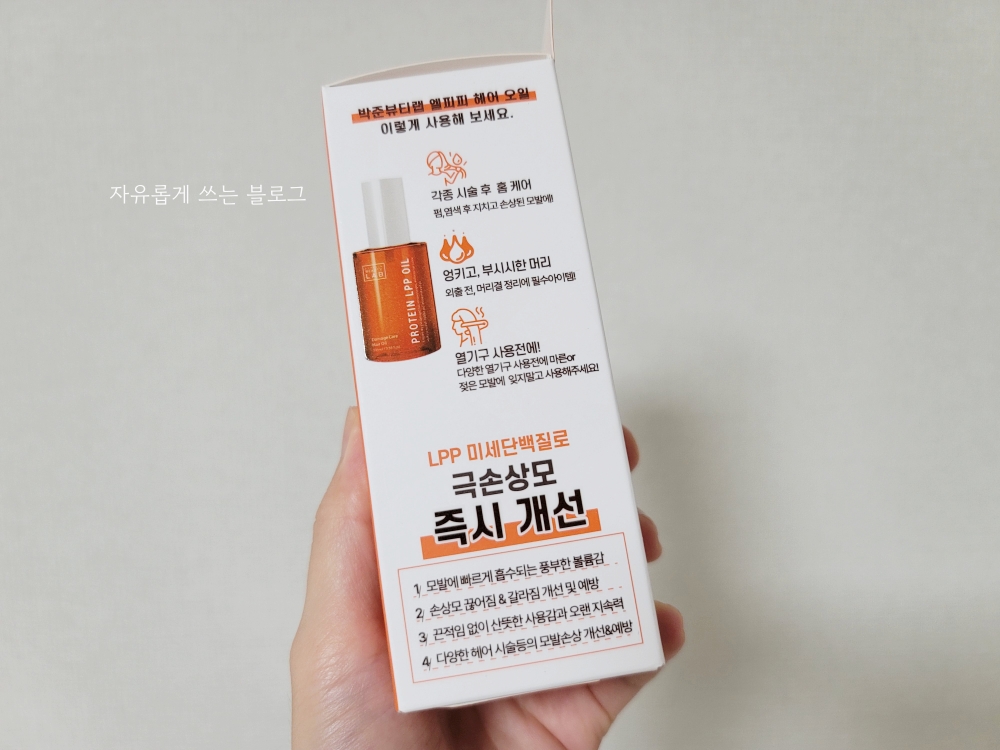 박준뷰티랩 엘피피 헤어 오일
이렇게 사용해 보세요.
자유롭게 쓰는 블로그
각종 시술 후 홈 케어
펌,염색 후 지치고 손상된 모발에!
엉키고, 부시시한 머리
외출 전, 머리결 정리에 필수아이템!
열기구 사용전에!
다양한 열기구 사용전에 마른or
젖은 모발에 잊지말고 사용해주세요!
LAB
PROTEIN LPP OIL
LPP 미세단백질로
극손상모
즉시 개선
1/ 모발에 빠르게 흡수되는 풍부한 볼륨감
2/ 손상모 끊어짐 & 갈라짐 개선 및 예방
3/ 끈적임 없이 산뜻한 사용감과 오랜 지속력
4/ 다양한 헤어 시술등의 모발손상 개선&예방